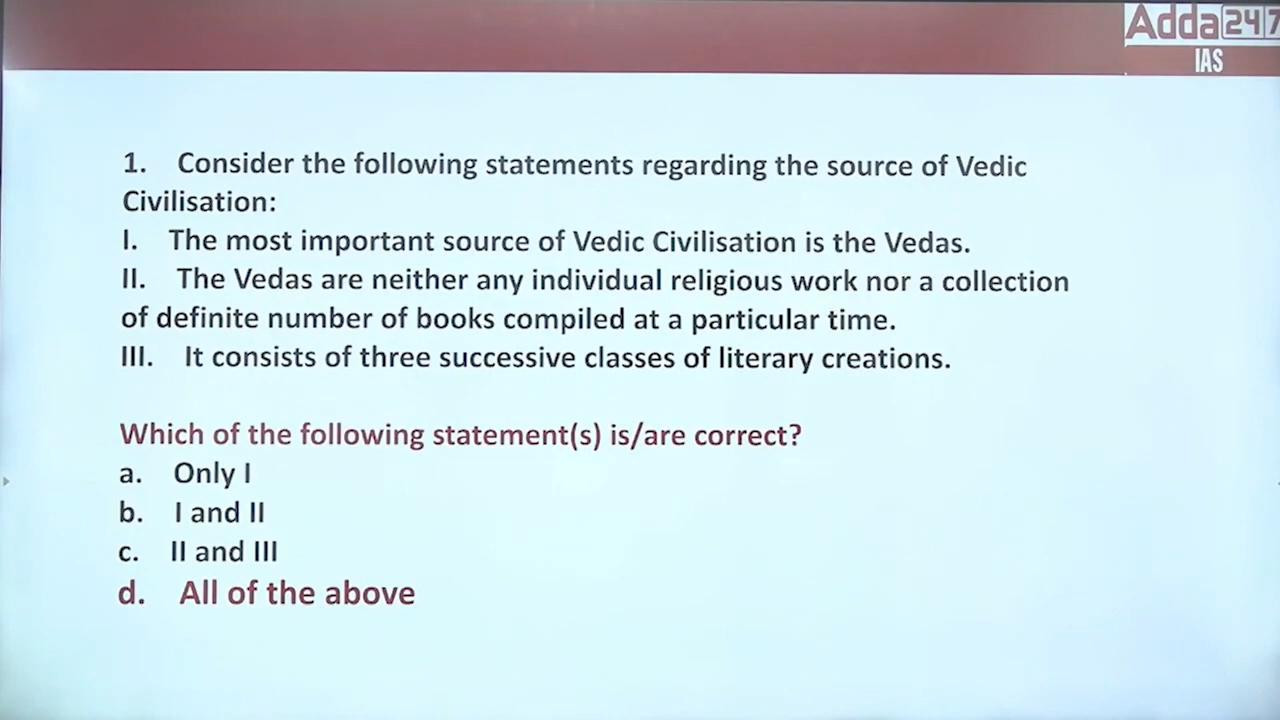 Adda247
IAS
1. Consider the following statements regarding the source of Vedic
Civilisation:
I. The most important source of Vedic Civilisation is the Vedas.
II. The Vedas are neither any individual religious work nor a collection
of definite number of books compiled at a particular time.
III. It consists of three successive classes of literary creations.
Which of the following statement(s) is/are correct?
a. Only I
b. I and II
c. II and III
d. All of the above